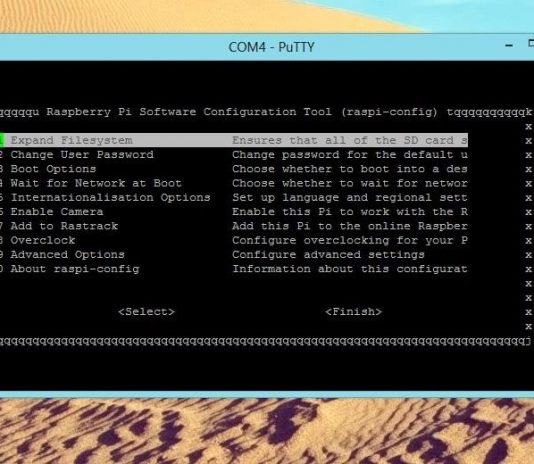 COM4 - PuTTY
qqqqqu Raspberry Pi Software Configuration Tool (raspi-config) tqqqqqqqqqqk
x
1 Expand Filesystem Ensures that all of the SD card s x
2 Change User Password Change password for the default u x
3 Boot Options Choose whether to boot into a des x
4 Wait for Network at Boot Choose whether to wait for networ x
5 Internationalisation Options Set up language and regional sett x
6 Enable Camera Enable this Pi to work with the R x
7 Add to Rastrack Add this Pi to the online Raspber x
8 Overclock Configure overclocking for your P x
9 Advanced Options Configure advanced settings x
0 About raspi-config Information about this configurat x
x
x
<Select> <Finish> x
x
qqqqqqqqqqqqqqqqqqqqqqqqqqqqqqqqqqqqqqqqqqqqqqqqqqqqqqqqqqqqqqqqqqqqqqqqqj